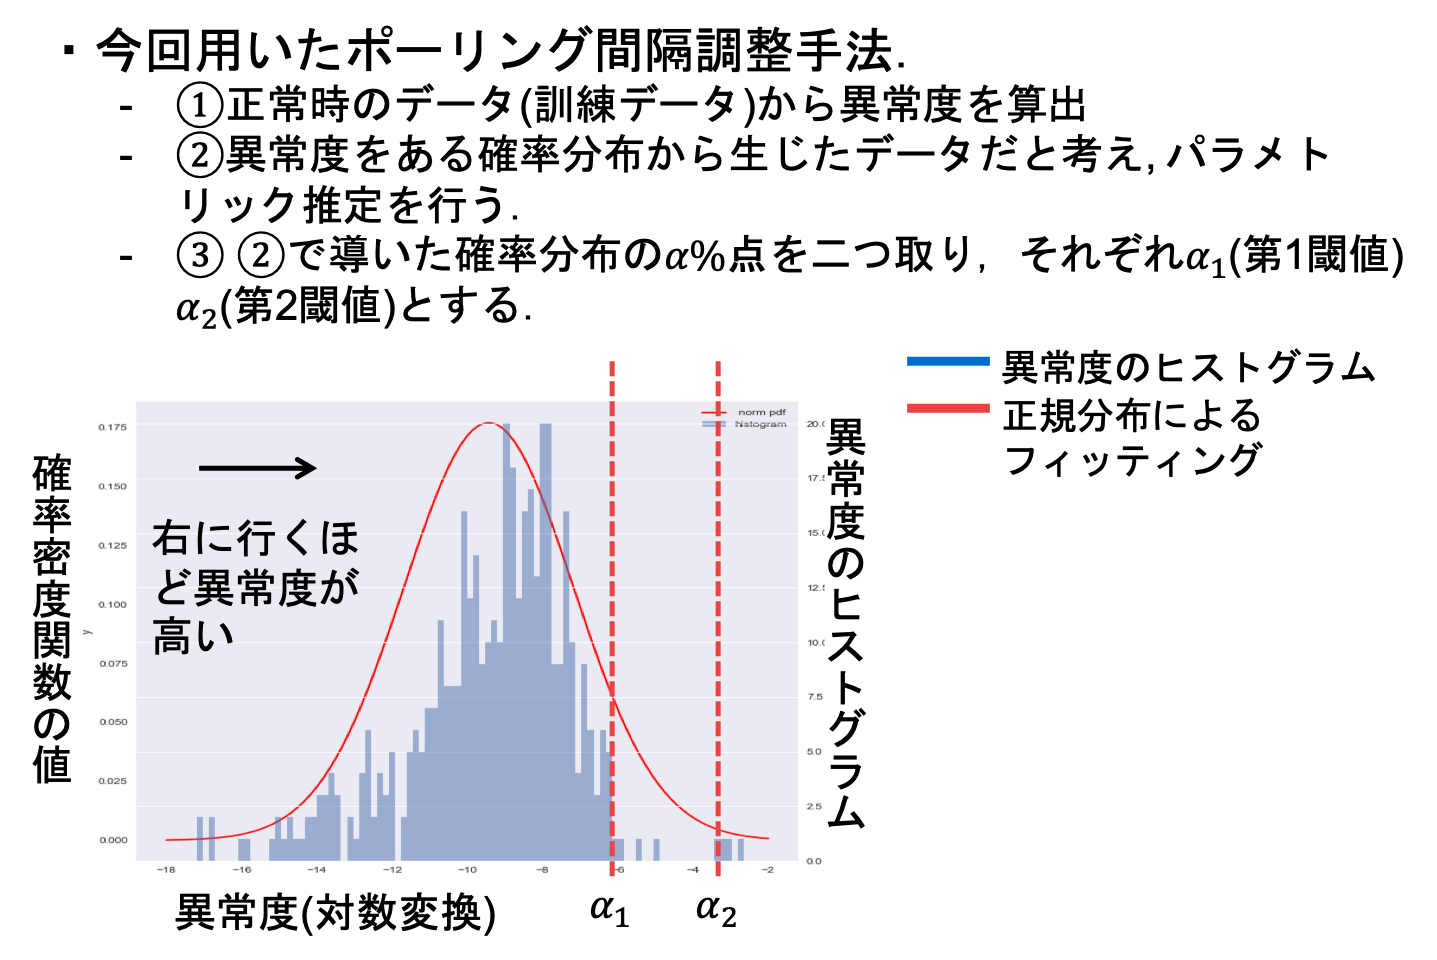 ・今回用いたポーリング間隔調整手法.
- ①正常時のデータ(訓練データ)から異常度を算出
- ②異常度をある確率分布から生じたデータだと考え, パラメト
リック推定を行う.
- ③ ②で導いた確率分布のα%点を二つ取り, それぞれα₁(第1閾値)
α₂(第2閾値)とする.
異常度のヒストグラム
正規分布による
フィッティング
norm pdf
histogram
確率密度関数の値
y
0.175
0.150
0.125
0.100
0.075
0.050
0.025
0.000
右に行くほ
ど異常度が
高い
20.0
17.5
15.0
12.5
10.0
7.5
5.0
2.5
0.0
異常度のヒストグラム
−18 −16 −14 −12 −10 −8 −6 −4 −2
異常度(対数変換)
α₁ α₂